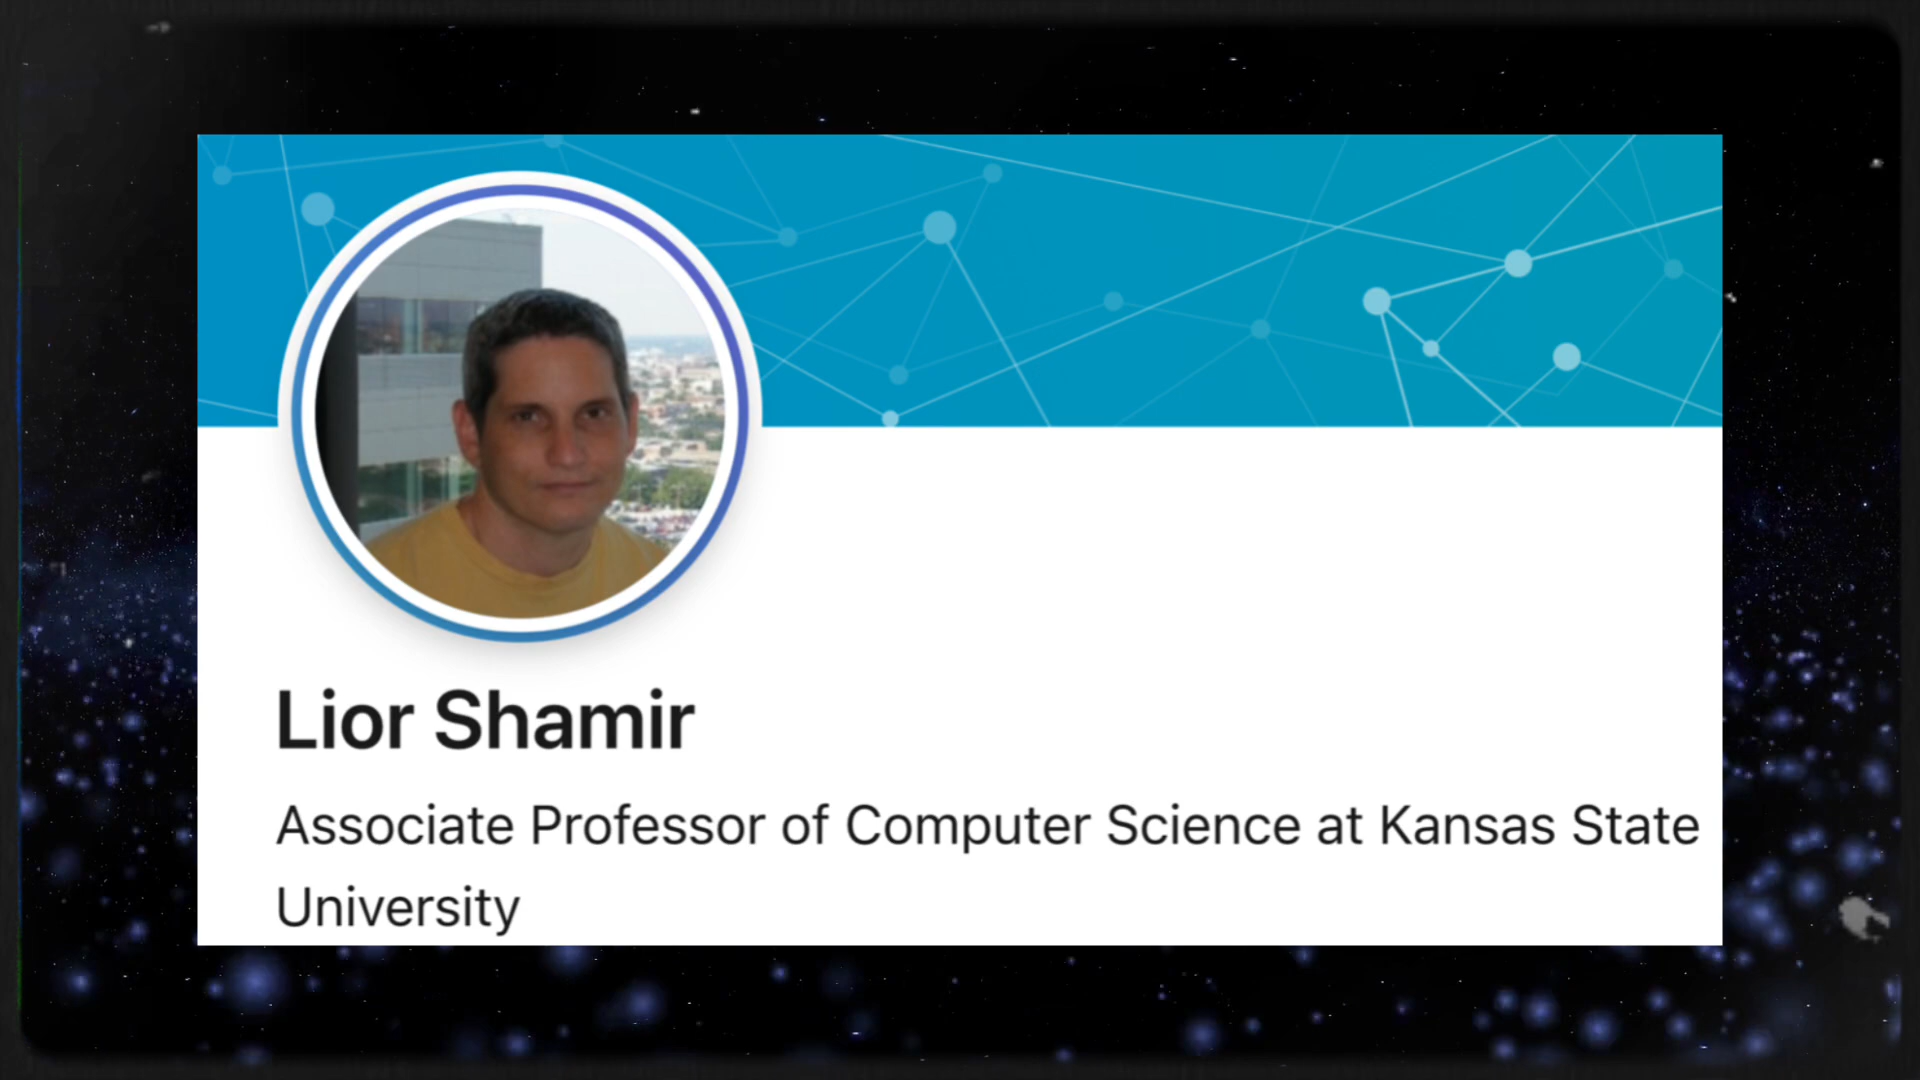 Lior Shamir
Associate Professor of Computer Science at Kansas State
University